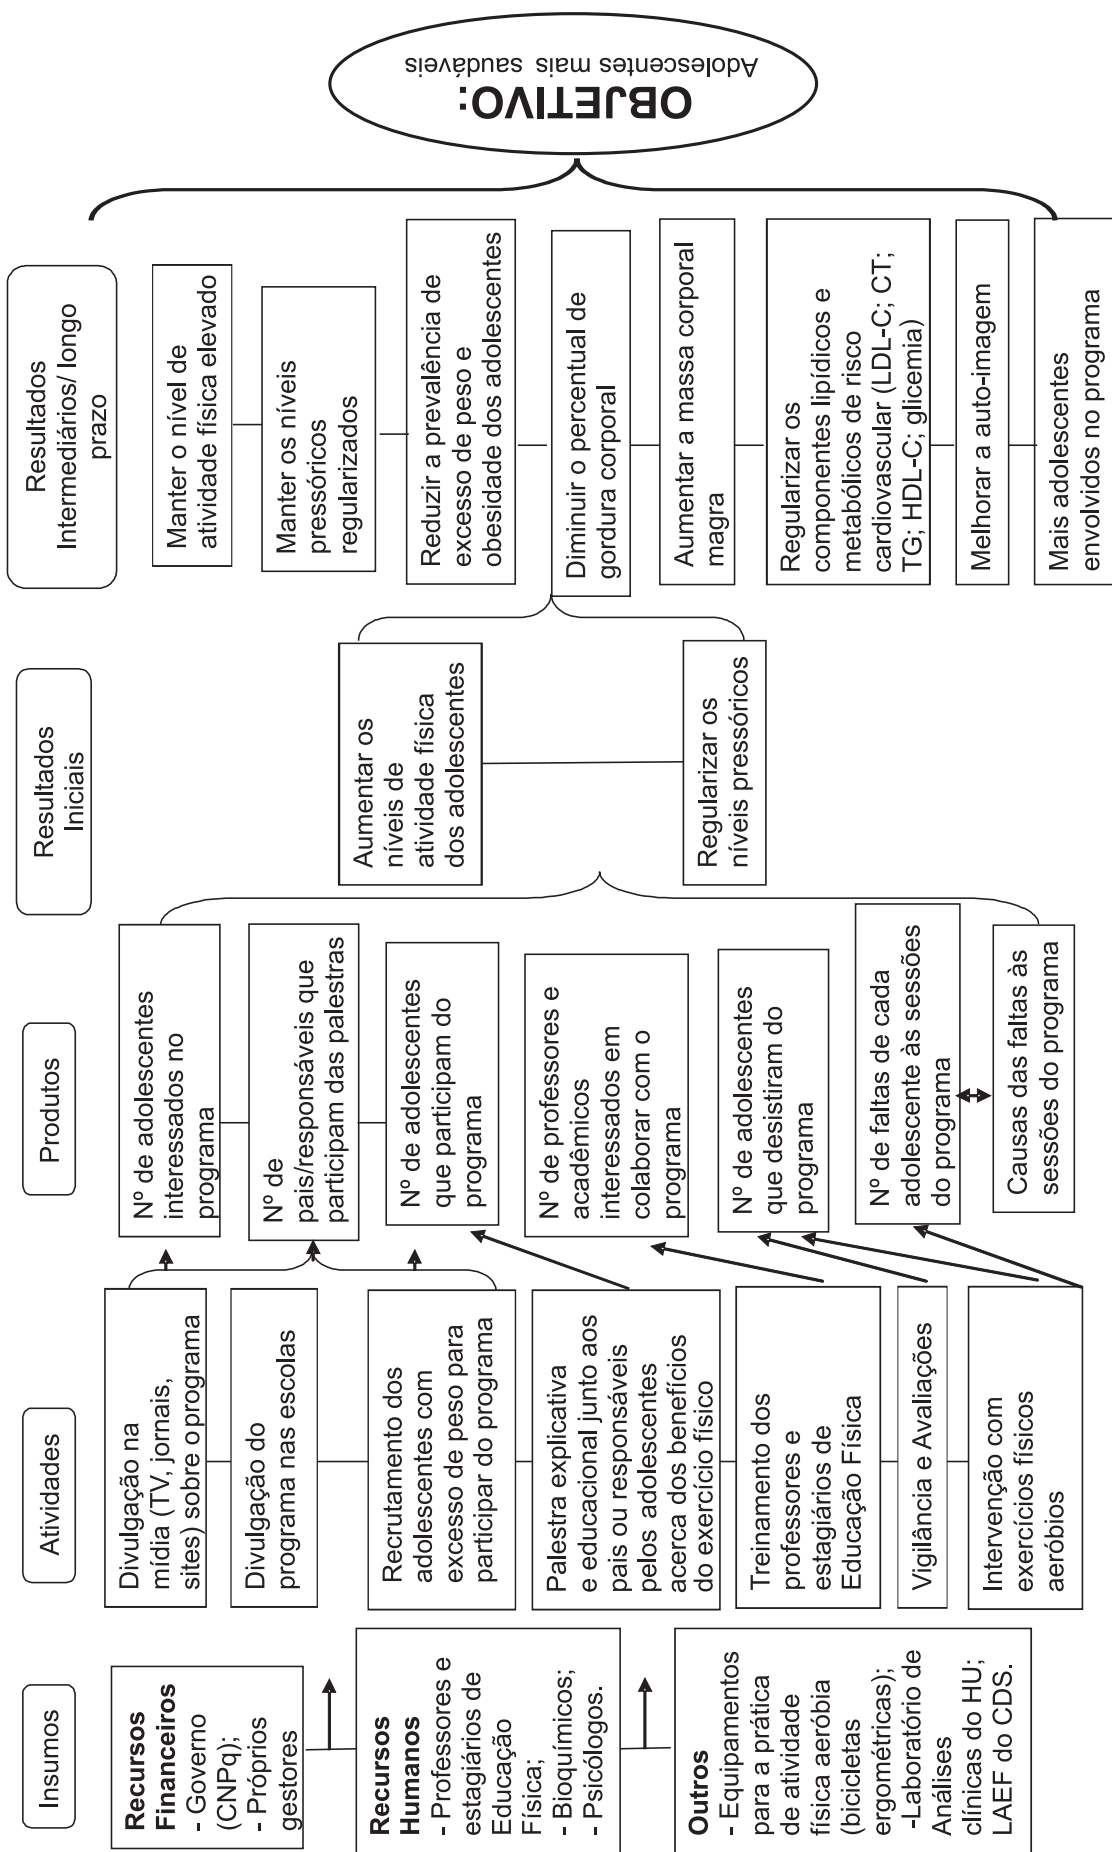 Insumos
Recursos
Financeiros
- Governo
(CNPq);
- Próprios
gestores
Recursos
Humanos
- Professores e
estagiários de
Educação
Física;
- Bioquímicos;
- Psicólogos.
Outros
- Equipamentos
para a prática
de atividade
física aeróbia
(bicicletas
ergométricas);
-Laboratório de
Análises
clínicas do HU;
LAEF do CDS.
Atividades
Divulgação na
mídia (TV, jornais,
sites) sobre o programa
Divulgação do
programa nas escolas
Recrutamento dos
adolescentes com
excesso de peso para
participar do programa
Palestra explicativa
e educacional junto aos
pais ou responsáveis
pelos adolescentes
acerca dos benefícios
do exercício físico
Treinamento dos
professores e
estagiários de
Educação Física
Vigilância e Avaliações
Intervenção com
exercícios físicos
aeróbios
Produtos
Nº de adolescentes
interessados no
programa
Nº de
pais/responsáveis que
participam das palestras
Nº de adolescentes
que participam do
programa
Nº de professores e
acadêmicos
interessados em
colaborar com o
programa
Nº de adolescentes
que desistiram do
programa
Nº de faltas de cada
adolescente às sessões
do programa
Causas das faltas às
sessões do programa
Resultados
Iniciais
Aumentar os
níveis de
atividade física
dos adolescentes
Regularizar os
níveis pressóricos
Resultados
Intermediários/ longo
prazo
Manter o nível de
atividade física elevado
Manter os níveis
pressóricos
regularizados
Reduzir a prevalência de
excesso de peso e
obesidade dos adolescentes
Diminuir o percentual de
gordura corporal
Aumentar a massa corporal
magra
Regularizar os
componentes lipídicos e
metabólicos de risco
cardiovascular (LDL-C; CT;
TG; HDL-C; glicemia)
Melhorar a auto-imagem
Mais adolescentes
envolvidos no programa
OBJETIVO:
Adolescentes mais saudáveis